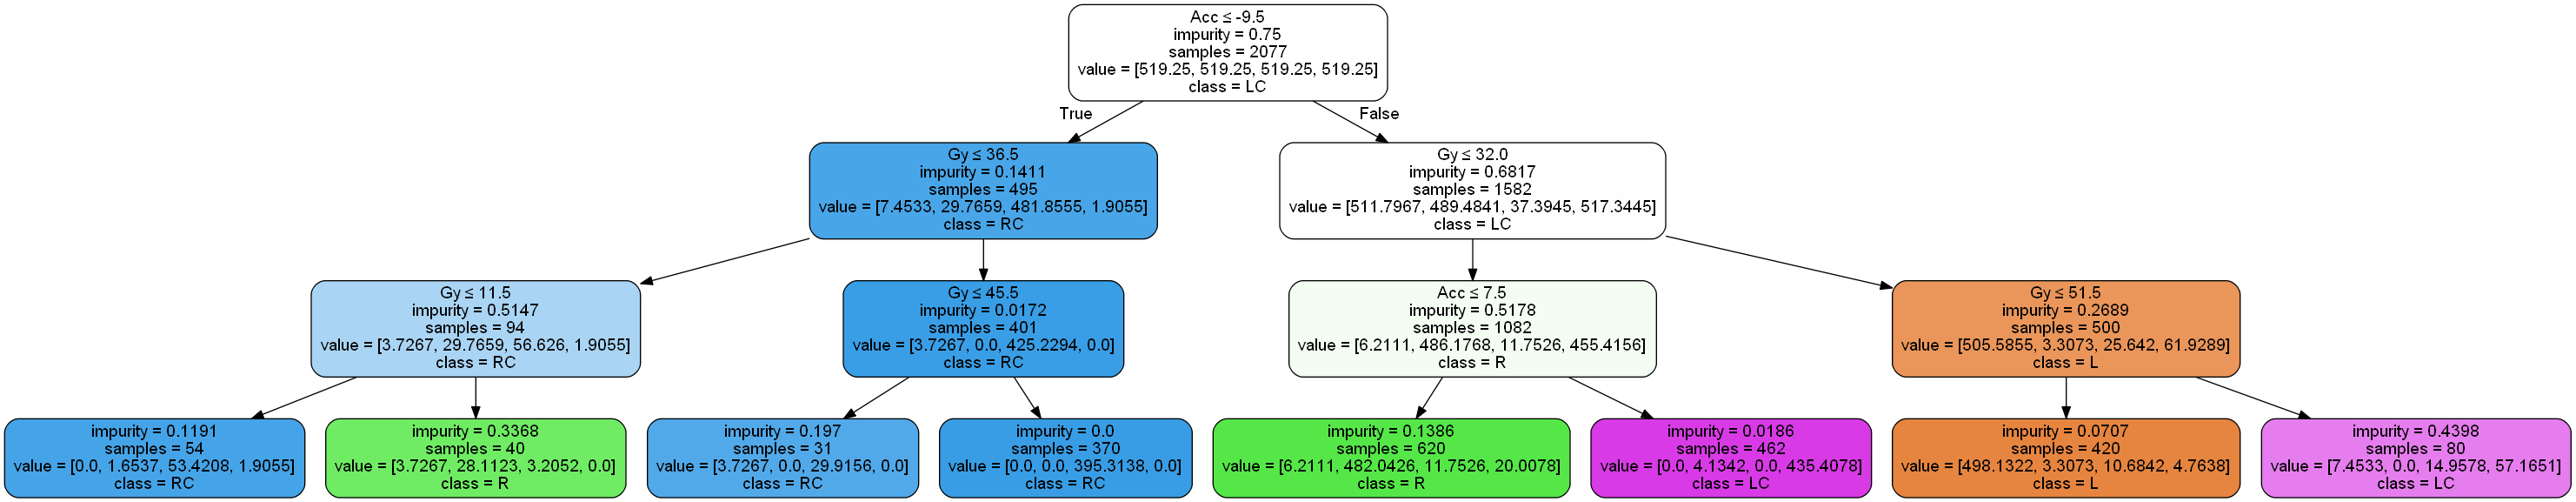 Acc ≤ -9.5
impurity = 0.75
samples = 2077
value = [519.25, 519.25, 519.25, 519.25]
class = LC
True
False
Gy ≤ 36.5
impurity = 0.1411
samples = 495
value = [7.4533, 29.7659, 481.8555, 1.9055]
class = RC
Gy ≤ 32.0
impurity = 0.6817
samples = 1582
value = [511.7967, 489.4841, 37.3945, 517.3445]
class = LC
Gy ≤ 11.5
impurity = 0.5147
samples = 94
value = [3.7267, 29.7659, 56.626, 1.9055]
class = RC
Gy ≤ 45.5
impurity = 0.0172
samples = 401
value = [3.7267, 0.0, 425.2294, 0.0]
class = RC
Acc ≤ 7.5
impurity = 0.5178
samples = 1082
value = [6.2111, 486.1768, 11.7526, 455.4156]
class = R
Gy ≤ 51.5
impurity = 0.2689
samples = 500
value = [505.5855, 3.3073, 25.642, 61.9289]
class = L
impurity = 0.1191
samples = 54
value = [0.0, 1.6537, 53.4208, 1.9055]
class = RC
impurity = 0.3368
samples = 40
value = [3.7267, 28.1123, 3.2052, 0.0]
class = R
impurity = 0.197
samples = 31
value = [3.7267, 0.0, 29.9156, 0.0]
class = RC
impurity = 0.0
samples = 370
value = [0.0, 0.0, 395.3138, 0.0]
class = RC
impurity = 0.1386
samples = 620
value = [6.2111, 482.0426, 11.7526, 20.0078]
class = R
impurity = 0.0186
samples = 462
value = [0.0, 4.1342, 0.0, 435.4078]
class = LC
impurity = 0.0707
samples = 420
value = [498.1322, 3.3073, 10.6842, 4.7638]
class = L
impurity = 0.4398
samples = 80
value = [7.4533, 0.0, 14.9578, 57.1651]
class = LC